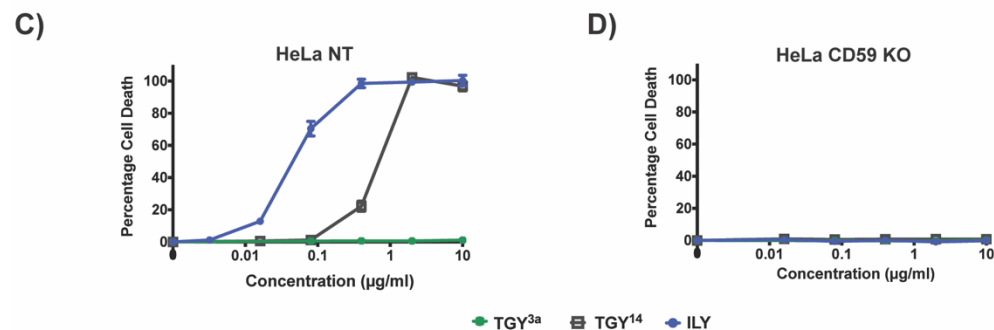 C)
HeLa NT
Percentage Cell Death
100
80
60
40
20
0
0
0.01
0.1
1
10
Concentration (µg/ml)
D)
HeLa CD59 KO
Percentage Cell Death
100
80
60
40
20
0
0
0.01
0.1
1
10
Concentration (µg/ml)
TGY³ᵃ TGY¹⁴ ILY